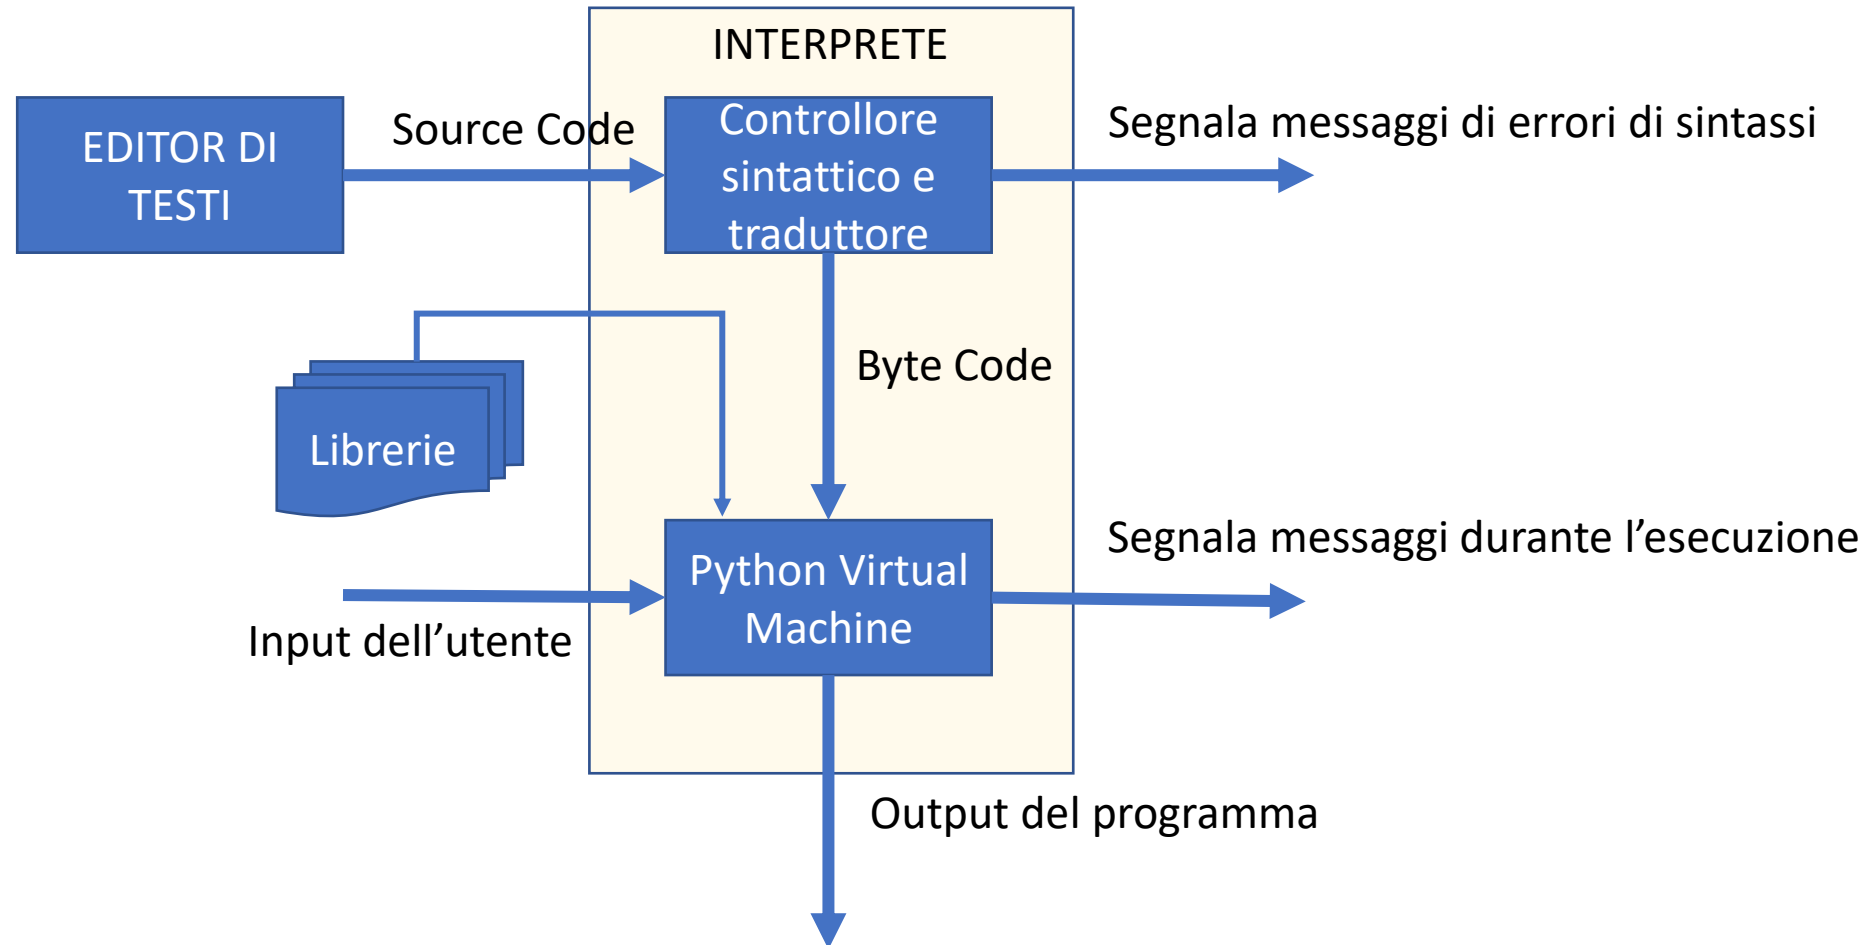 INTERPRETE
EDITOR DI
TESTI
Source Code
Controllore
sintattico e
traduttore
Segnala messaggi di errori di sintassi
Byte Code
Librerie
Python Virtual
Machine
Segnala messaggi durante l’esecuzione
Input dell’utente
Output del programma